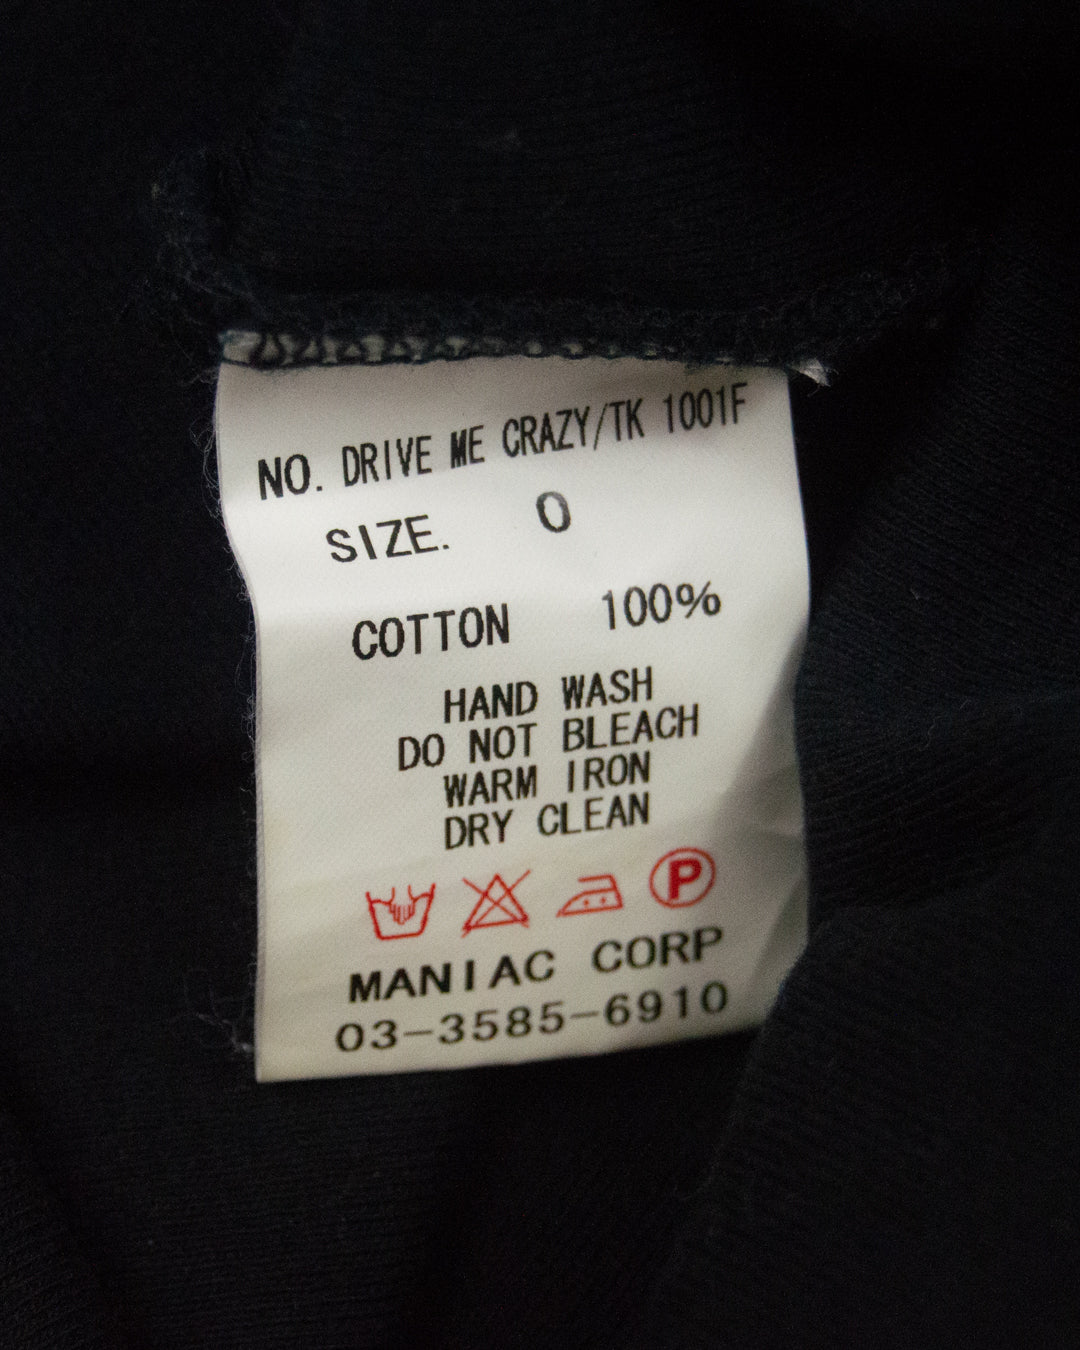 NO. DRIVE ME CRAZY/TK 1001F
SIZE. 0
COTTON 100%
HAND WASH
DO NOT BLEACH
WARM IRON
DRY CLEAN
P
MANIAC CORP
03-3585-6910